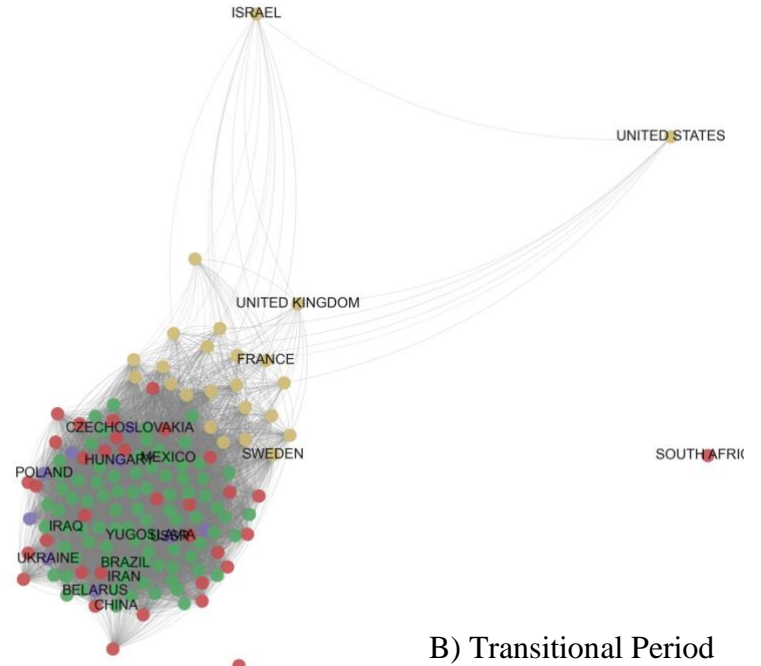 ISRAEL
UNITED STATES
UNITED KINGDOM
FRANCE
CZECHOSLOVAKIA
SWEDEN
HUNGARY
MEXICO
SOUTH AFRIC
POLAND
IRAQ
YUGOSLAVIA
USSR
UKRAINE
BRAZIL
IRAN
BELARUS
CHINA
B) Transitional Period